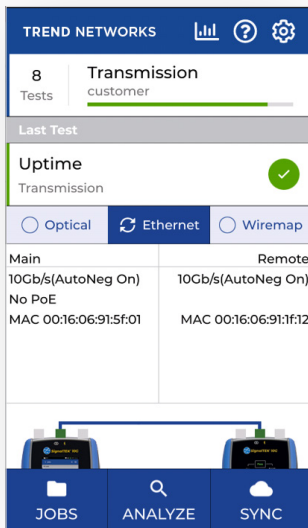 TREND NETWORKS
8
Tests
Transmission
customer
Last Test
Uptime
Transmission
Optical
Ethernet
Wiremap
Main
Remote
10Gb/s(AutoNeg On)
10Gb/s(AutoNeg On)
No PoE
MAC 00:16:06:91:5f:01
MAC 00:16:06:91:1f:12
JOBS
ANALYZE
SYNC